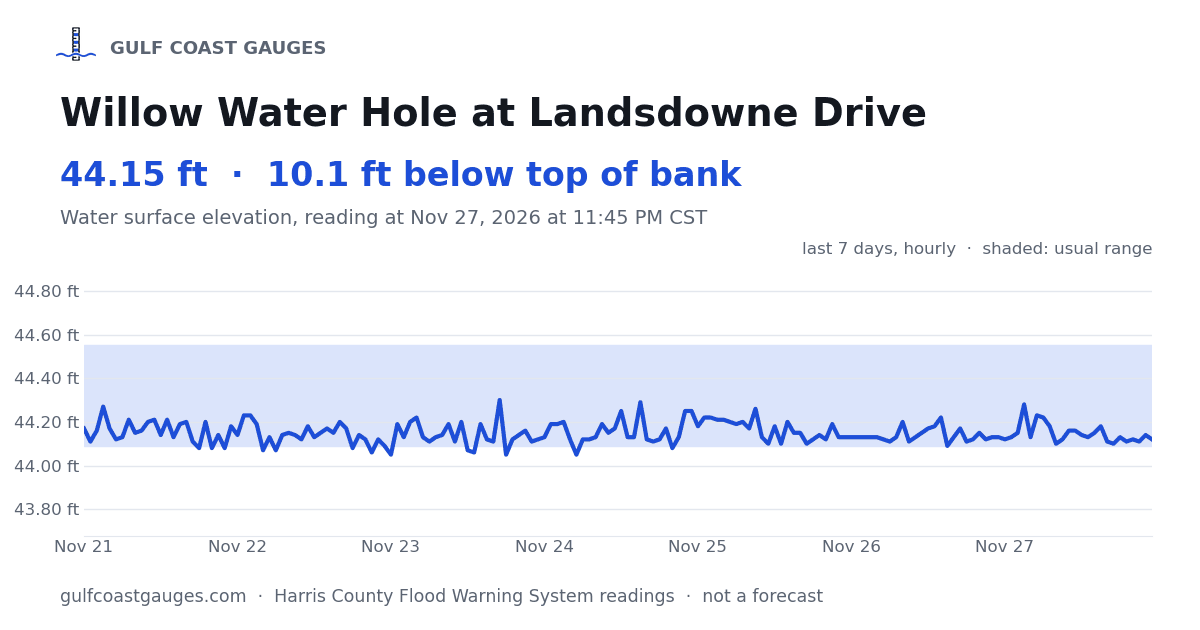 GULF COAST GAUGES
Willow Water Hole at Landsdowne Drive
44.15 ft · 10.1 ft below top of bank
Water surface elevation, reading at Nov 27, 2026 at 11:45 PM CST
last 7 days, hourly · shaded: usual range
44.80 ft
44.60 ft
44.40 ft
44.20 ft
44.00 ft
43.80 ft
Nov 21 Nov 22 Nov 23 Nov 24 Nov 25 Nov 26 Nov 27
gulfcoastgauges.com · Harris County Flood Warning System readings · not a forecast